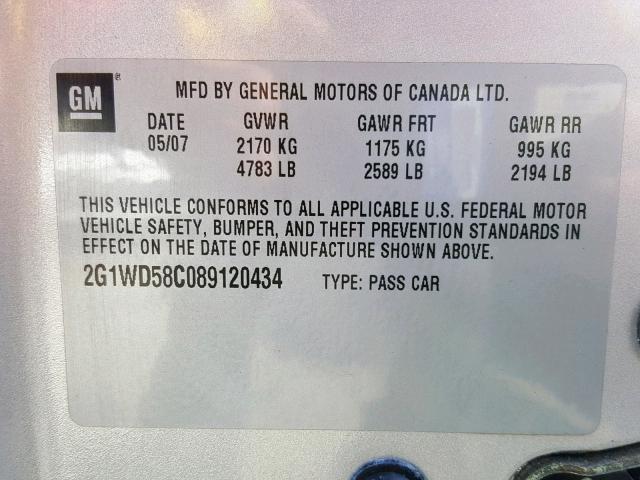 GM
®
MFD BY GENERAL MOTORS OF CANADA LTD.
DATE GVWR GAWR FRT GAWR RR
05/07 2170 KG 1175 KG 995 KG
4783 LB 2589 LB 2194 LB
THIS VEHICLE CONFORMS TO ALL APPLICABLE U.S. FEDERAL MOTOR
VEHICLE SAFETY, BUMPER, AND THEFT PREVENTION STANDARDS IN
EFFECT ON THE DATE OF MANUFACTURE SHOWN ABOVE.
2G1WD58C089120434 TYPE: PASS CAR